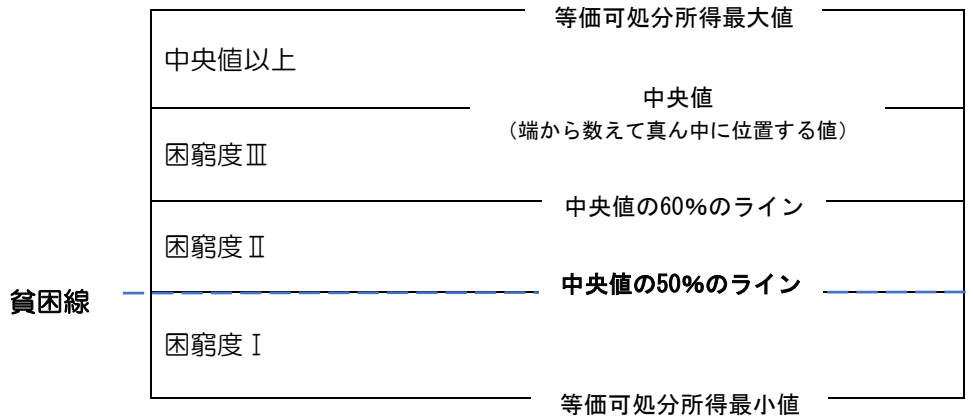 等価可処分所得最大値
中央値以上
中央値
(端から数えて真ん中に位置する値)
困窮度Ⅲ
中央値の60%のライン
困窮度Ⅱ
中央値の50%のライン
貧困線
困窮度Ⅰ
等価可処分所得最小値